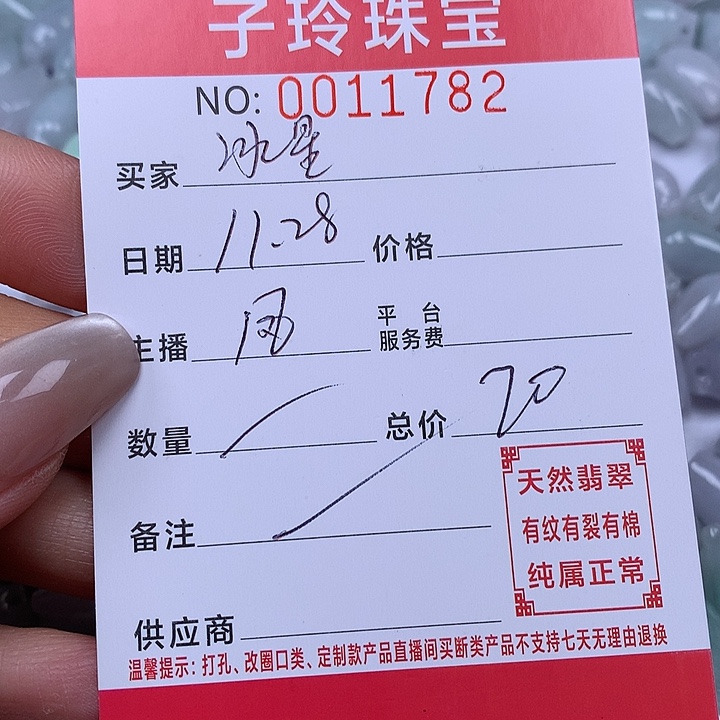 子玲珠宝
NO: 0011782
买家 冰星
日期 11-28 价格
主播 凤 平台服务费
数量 总价 70
备注
天然翡翠
有纹有裂有棉
纯属正常
供应商
温馨提示：打孔、改圈口类、定制款产品直播间买断类产品不支持七天无理由退换